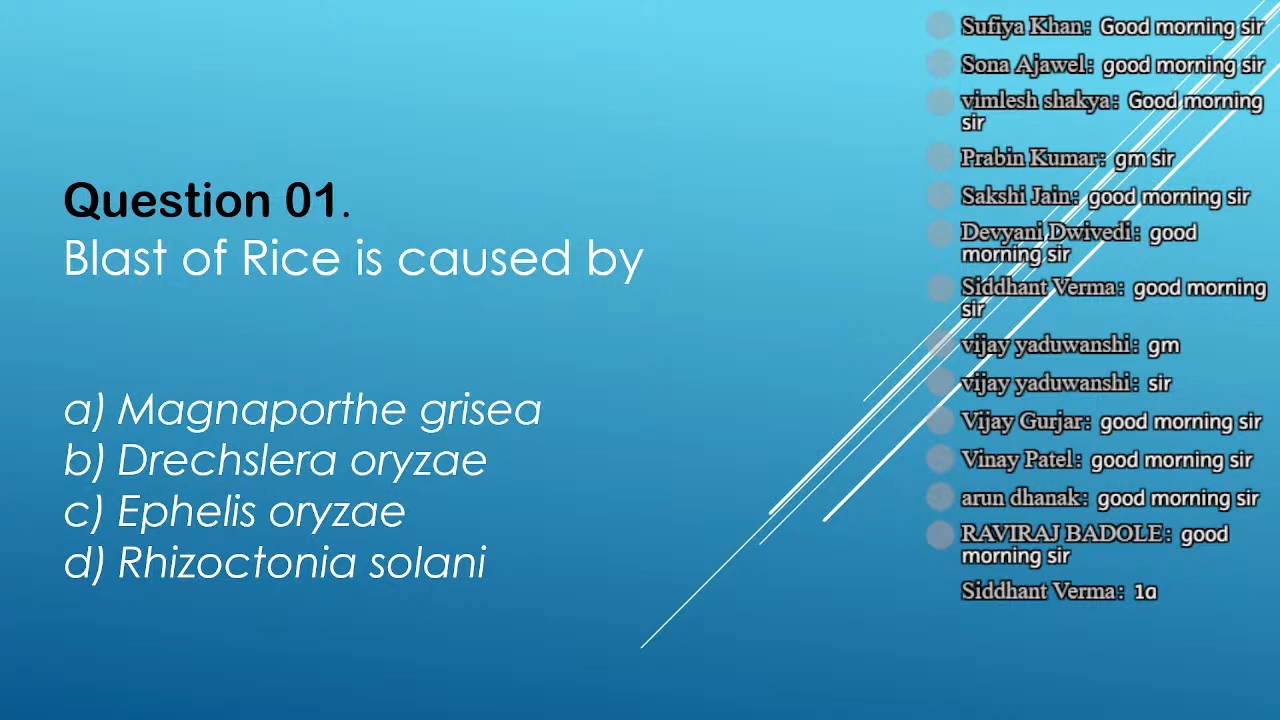 Question 01.
Blast of Rice is caused by
a) Magnaporthe grisea
b) Drechslera oryzae
c) Ephelis oryzae
d) Rhizoctonia solani
Sufiya Khan: Good morning sir
Sona Ajawel: good morning sir
vimlesh shakya: Good morning
sir
Prabin Kumar: gm sir
Sakshi Jain: good morning sir
Devyani Dwivedi: good
morning sir
Siddhant Verma: good morning
sir
vijay yaduwanshi: gm
vijay yaduwanshi: sir
Vijay Gurjar: good morning sir
Vinay Patel: good morning sir
arun dhanak: good morning sir
RAVIRAJ BADOLE: good
morning sir
Siddhant Verma: 1a